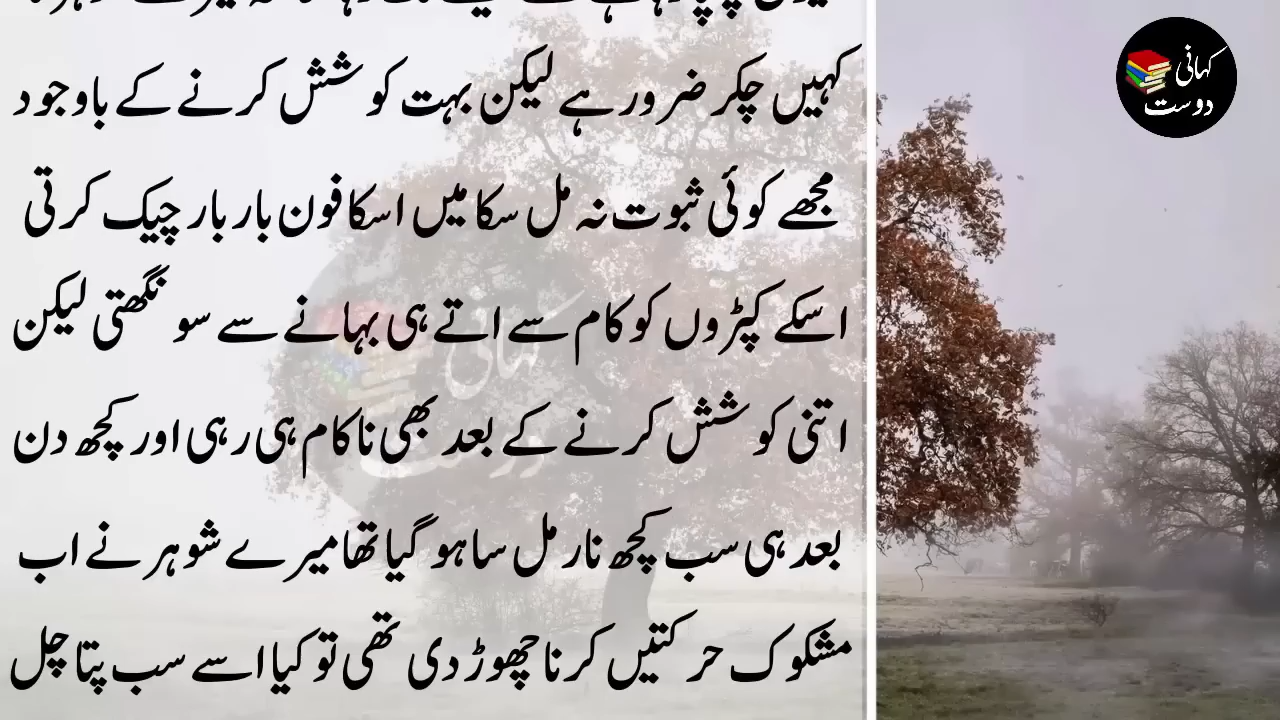 کہیں چکر ضرور ہے لیکن بہت کوشش کرنے کے باوجود
مجھے کوئی ثبوت نہ مل سکا میں اسکا فون بار بار چیک کرتی
اسکے کپڑوں کو کام سے اتے ہی بہانے سے سونگھتی لیکن
اتنی کوشش کرنے کے بعد بھی ناکام ہی رہی اور کچھ دن
بعد ہی سب کچھ نارمل سا ہو گیا تھا میرے شوہر نے اب
مشکوک حرکتیں کرنا چھوڑ دی تھی تو کیا اسے سب پتا چل
کہانی
دوست
کہانی
دوست